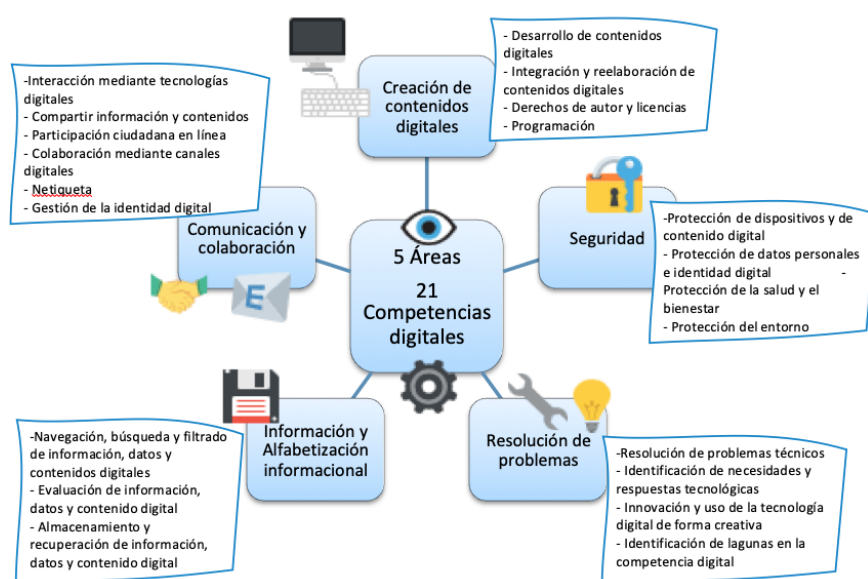 - Desarrollo de contenidos
digitales
- Integración y reelaboración de
contenidos digitales
- Derechos de autor y licencias
- Programación
Creación de
contenidos
digitales
-Interacción mediante tecnologías
digitales
- Compartir información y contenidos
- Participación ciudadana en línea
- Colaboración mediante canales
digitales
- Netiqueta
- Gestión de la identidad digital
Comunicación y
colaboración
E
5 Áreas
21
Competencias
digitales
Seguridad
-Protección de dispositivos y de
contenido digital
- Protección de datos personales
e identidad digital -
Protección de la salud y el
bienestar
- Protección del entorno
Información y
Alfabetización
informacional
-Navegación, búsqueda y filtrado
de información, datos y
contenidos digitales
- Evaluación de información,
datos y contenido digital
- Almacenamiento y
recuperación de información,
datos y contenido digital
Resolución de
problemas
-Resolución de problemas técnicos
- Identificación de necesidades y
respuestas tecnológicas
- Innovación y uso de la tecnología
digital de forma creativa
- Identificación de lagunas en la
competencia digital